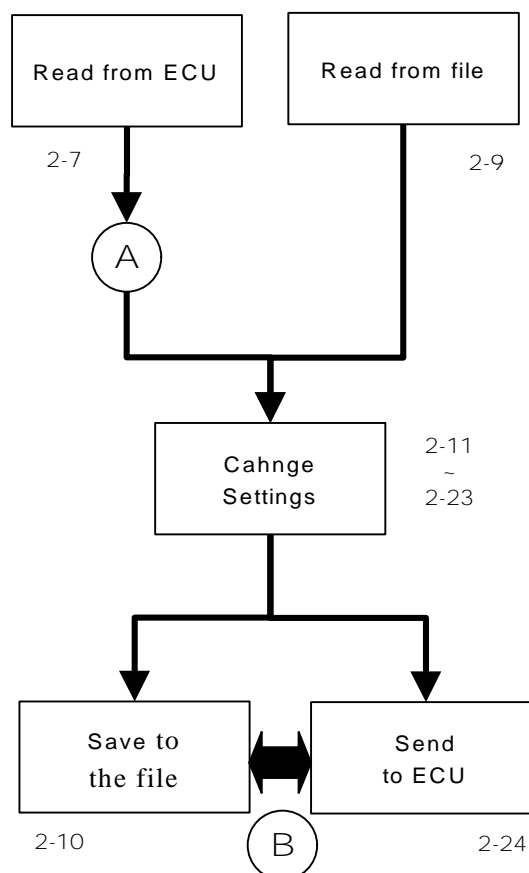 Read from ECU
Read from file
2-7
2-9
A
Cahnge
Settings
2-11
~
2-23
Save to
the file
Send
to ECU
2-10
B
2-24